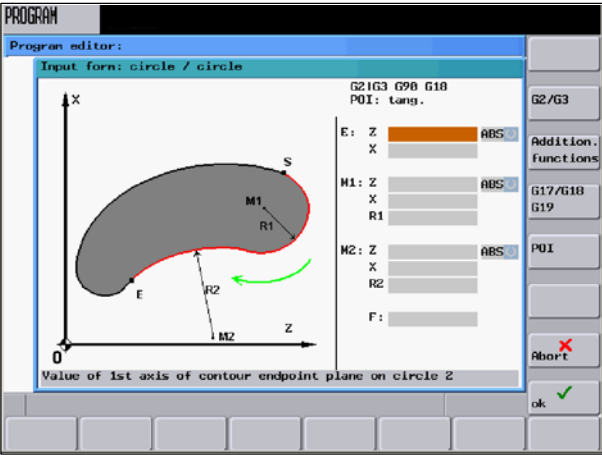 PROGRAM
Program editor:
Input form: circle / circle
G2|G3 G90 G18
POI: tang.
X
S
M1
R1
E
R2
M2
Z
0
E: Z ABS
X
M1: Z ABS
X
R1
M2: Z ABS
X
R2
F:
Value of 1st axis of contour endpoint plane on circle 2
G2/G3
Addition.
functions
G17/G18
G19
POI
Abort
ok